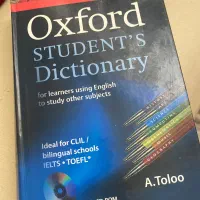 Oxford
STUDENT'S
Dictionary
for learners using English
to study other subjects
Ideal for CLIL /
bilingual schools
IELTS • TOEFL®
A.Toloo